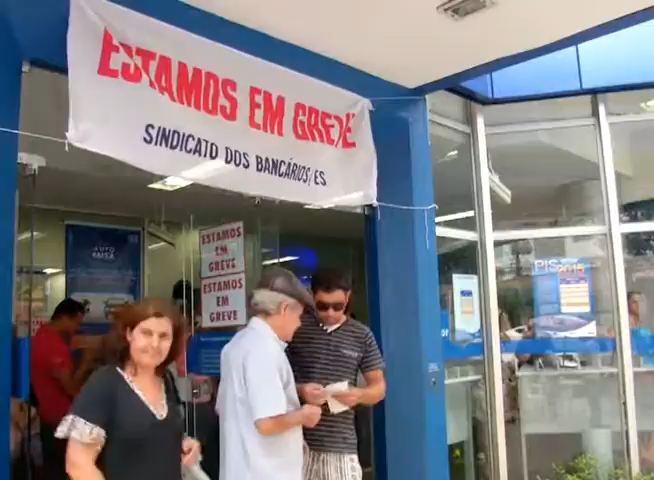 ESTAMOS EM GREVE
SINDICATO DOS BANCÁRIOS/ES
ESTAMOS
EM
GREVE
ESTAMOS
EM
GREVE
PIS